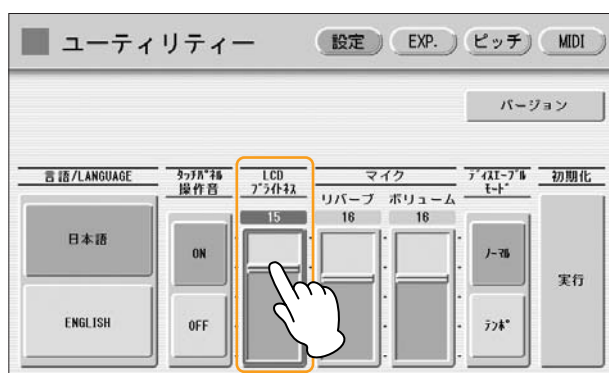 ユーティリティー
設定 EXP. ピッチ MIDI
バージョン
言語/LANGUAGE
日本語
ENGLISH
タッチパネル
操作音
ON
OFF
LCD
ブライトネス
15
マイク
リバーブ ボリューム
16 16
ディスエーブル
モード
ノーマル
テンポ
初期化
実行